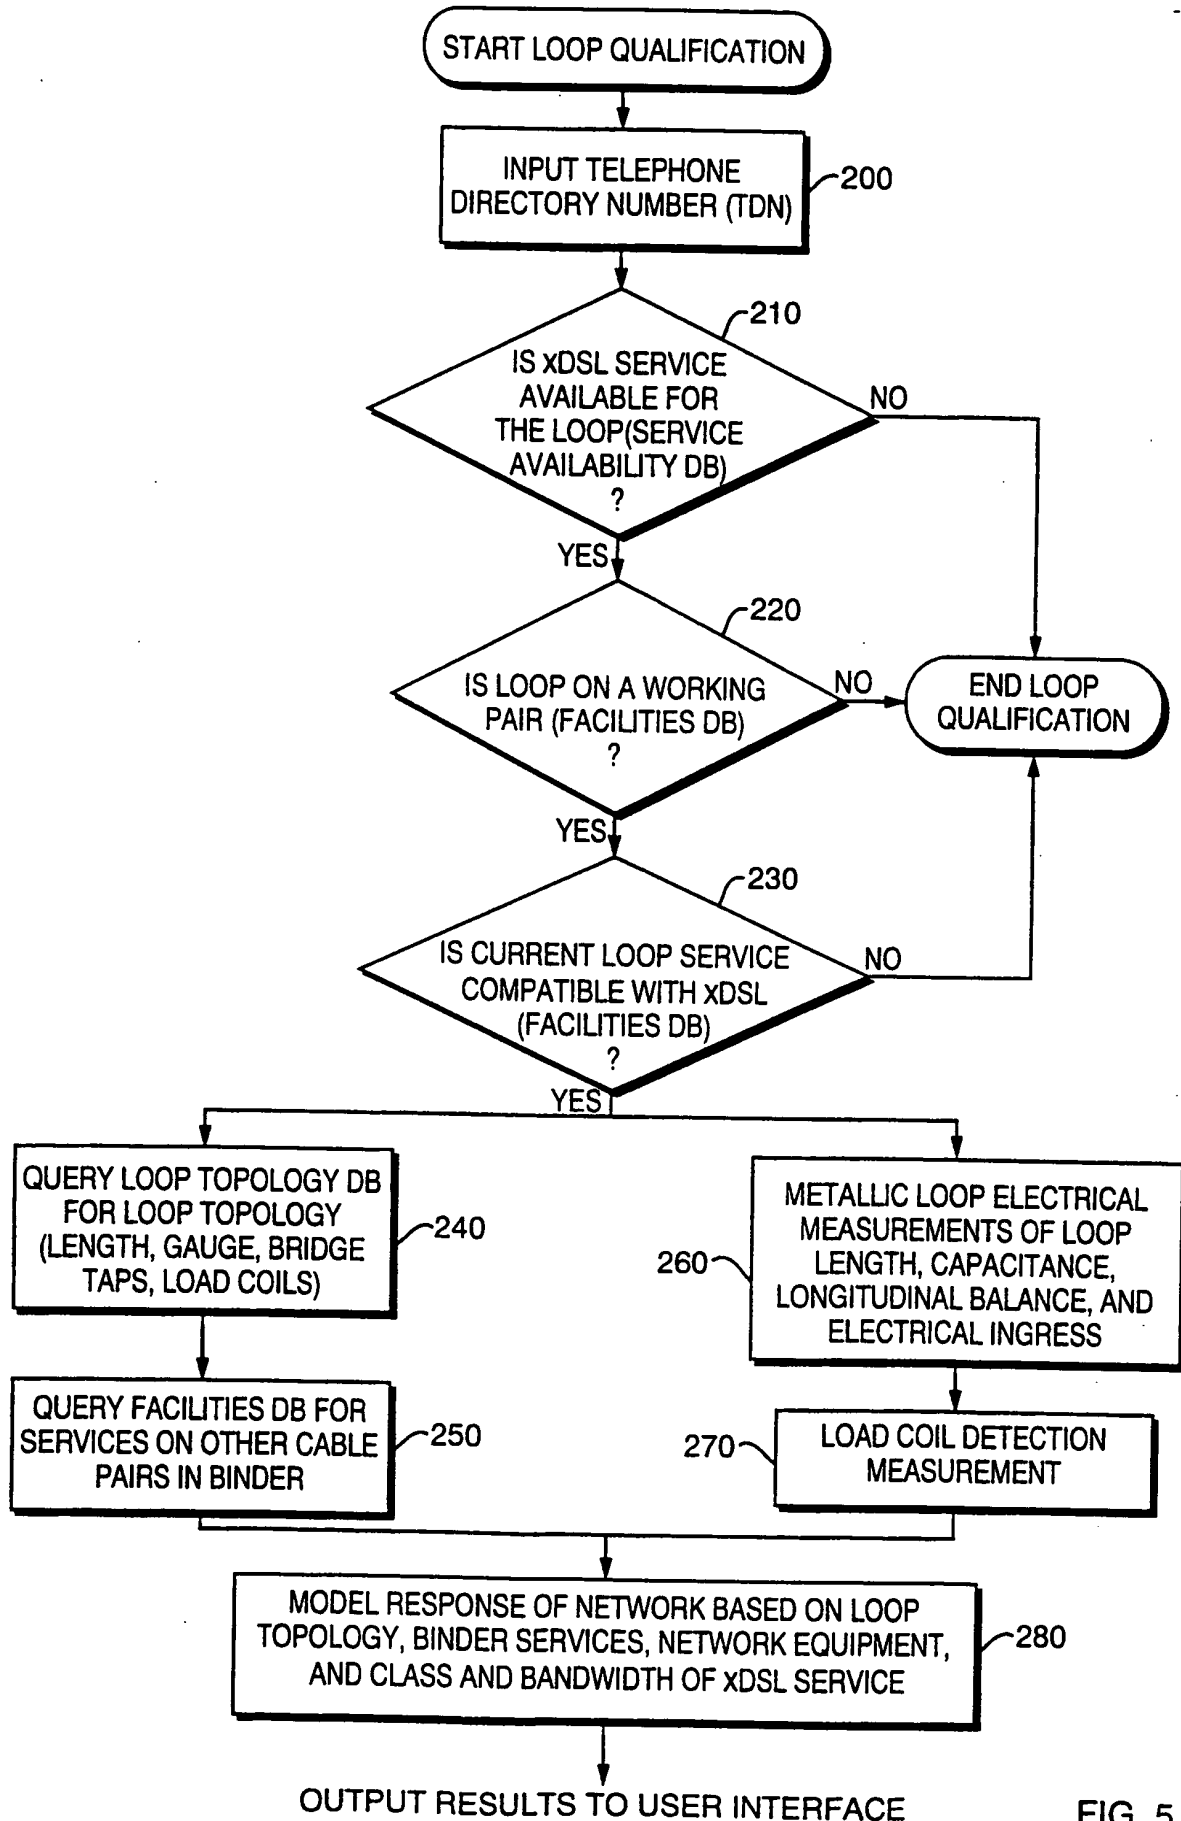 START LOOP QUALIFICATION
INPUT TELEPHONE
DIRECTORY NUMBER (TDN)
200
210
IS xDSL SERVICE
AVAILABLE FOR
THE LOOP(SERVICE
AVAILABILITY DB)
?
NO
YES
220
IS LOOP ON A WORKING
PAIR (FACILITIES DB)
?
NO
END LOOP
QUALIFICATION
YES
230
IS CURRENT LOOP SERVICE
COMPATIBLE WITH xDSL
(FACILITIES DB)
?
NO
YES
QUERY LOOP TOPOLOGY DB
FOR LOOP TOPOLOGY
(LENGTH, GAUGE, BRIDGE
TAPS, LOAD COILS)
240
260
METALLIC LOOP ELECTRICAL
MEASUREMENTS OF LOOP
LENGTH, CAPACITANCE,
LONGITUDINAL BALANCE, AND
ELECTRICAL INGRESS
QUERY FACILITIES DB FOR
SERVICES ON OTHER CABLE
PAIRS IN BINDER
250
270
LOAD COIL DETECTION
MEASUREMENT
MODEL RESPONSE OF NETWORK BASED ON LOOP
TOPOLOGY, BINDER SERVICES, NETWORK EQUIPMENT,
AND CLASS AND BANDWIDTH OF xDSL SERVICE
280
OUTPUT RESULTS TO USER INTERFACE
FIG. 5